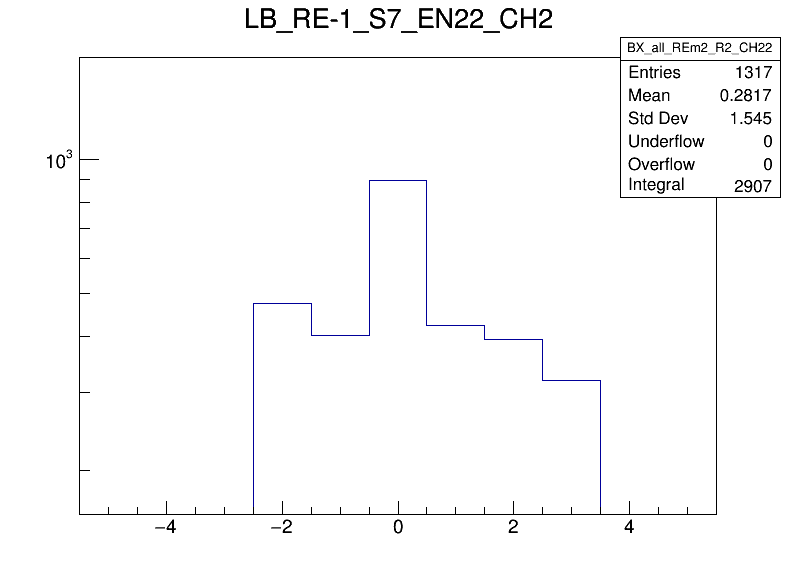 LB_RE-1_S7_EN22_CH2
BX_all_REm2_R2_CH22
Entries 1317
Mean 0.2817
Std Dev 1.545
Underflow 0
Overflow 0
Integral 2907
10³
−4 −2 0 2 4